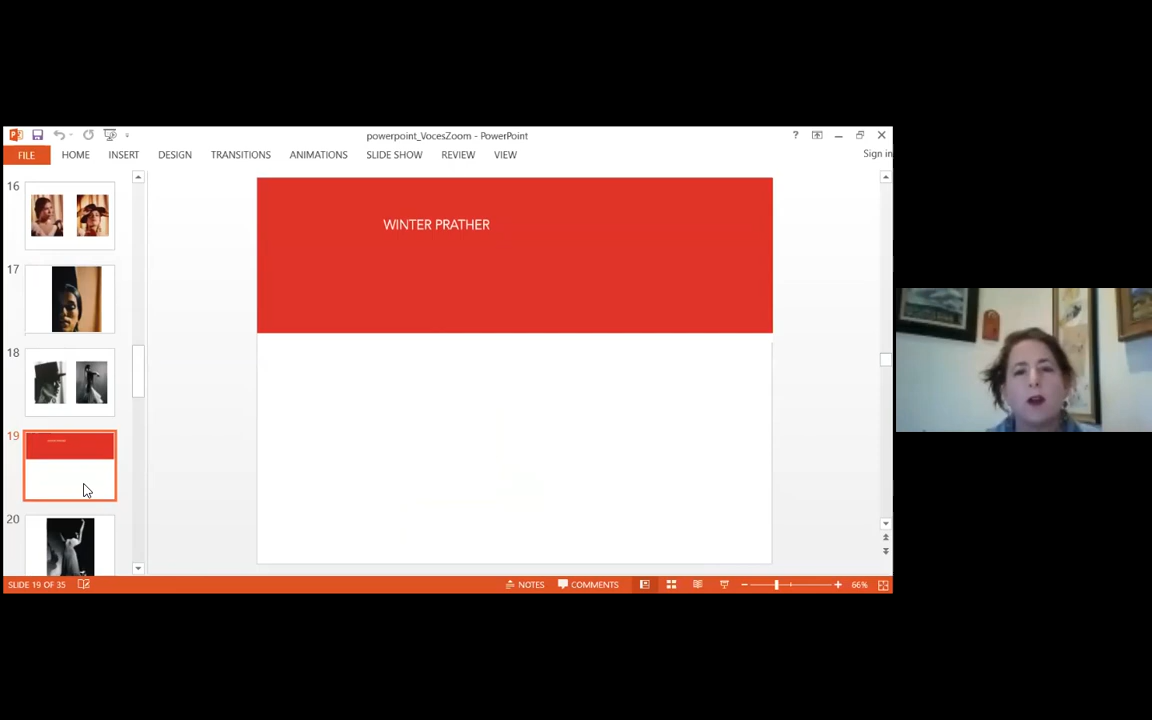 powerpoint_VocesZoom - PowerPoint
?
FILE HOME INSERT DESIGN TRANSITIONS ANIMATIONS SLIDE SHOW REVIEW VIEW Sign in
16
17
18
19
20
WINTER PRATHER
SLIDE 19 OF 35 NOTES COMMENTS 66%